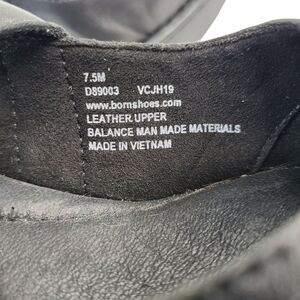 7.5M
D89003 VCJH19
www.bornshoes.com
LEATHER UPPER
BALANCE MAN MADE MATERIALS
MADE IN VIETNAM